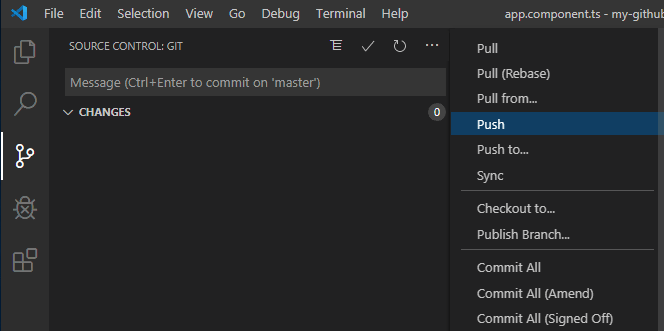 File Edit Selection View Go Debug Terminal Help app.component.ts - my-github
SOURCE CONTROL: GIT
Message (Ctrl+Enter to commit on 'master')
CHANGES 0
Pull
Pull (Rebase)
Pull from...
Push
Push to...
Sync
Checkout to...
Publish Branch...
Commit All
Commit All (Amend)
Commit All (Signed Off)